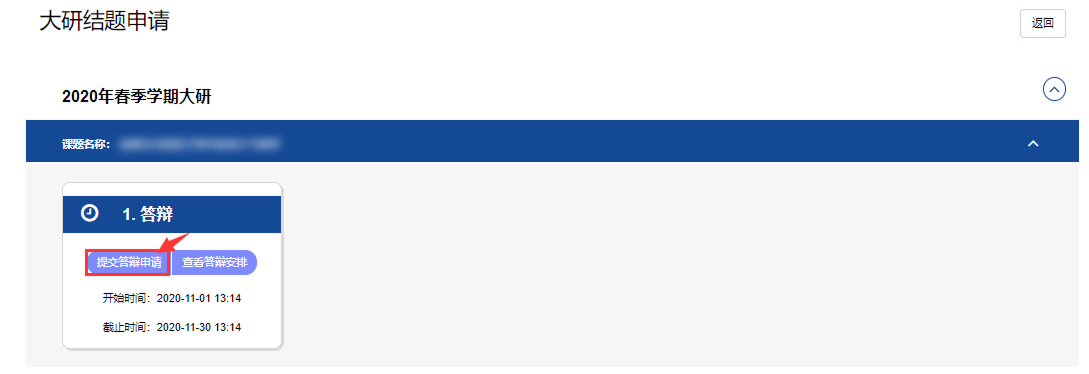 大研结题申请
返回
2020年春季学期大研
课题名称：
1. 答辩
提交答辩申请 查看答辩安排
开始时间：2020-11-01 13:14
截止时间：2020-11-30 13:14